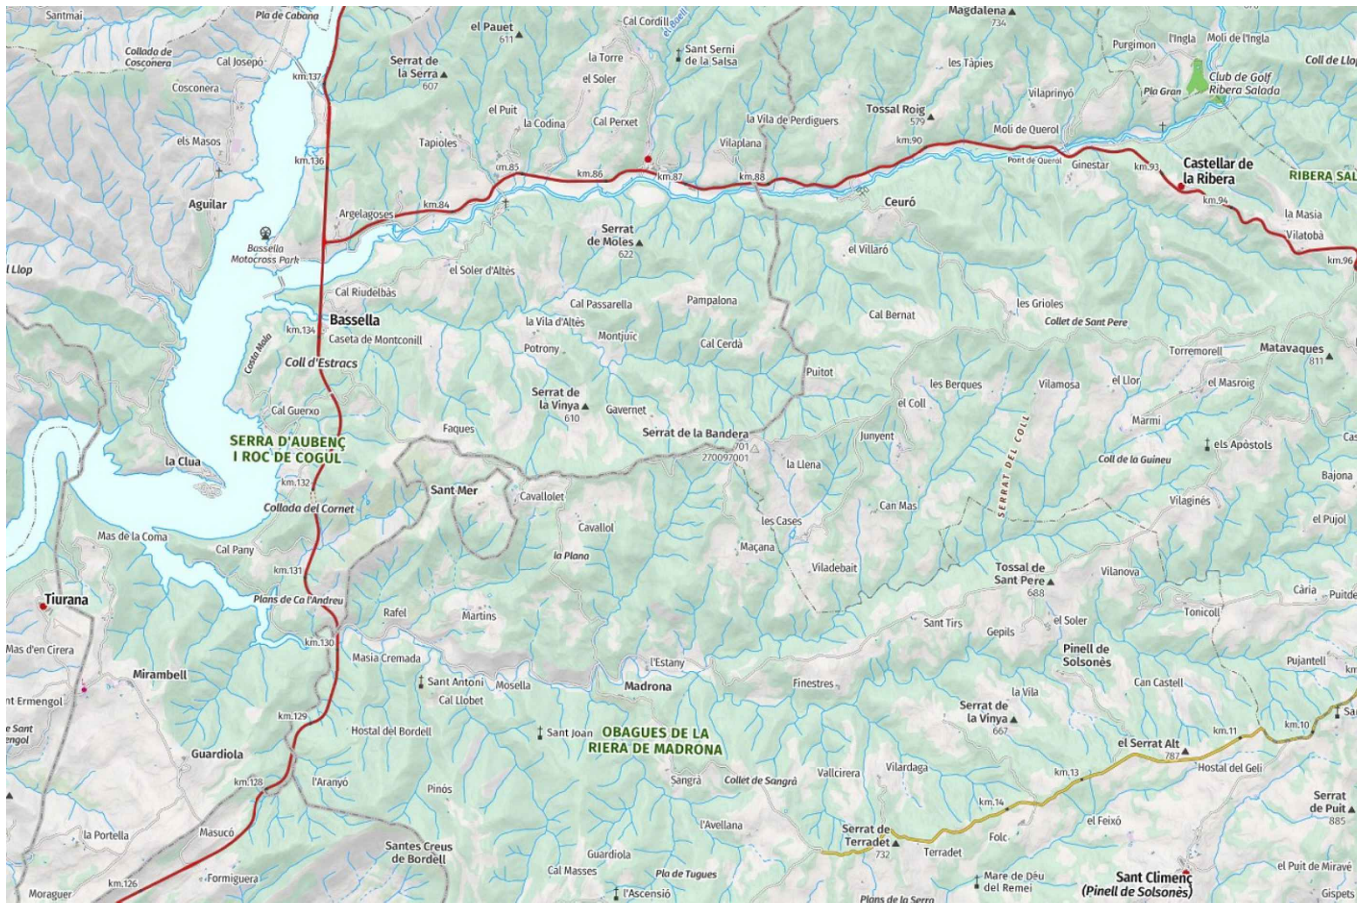 Santmai
Pla de Cabana
Collada de
Cosconera
Cal Josepó
Cosconera
els Masos
Aguilar
Bassella
Motocross Park
km.137
km.136
el Pauet
611
Serrat de
la Serra
607
Cal Cordill
la Torre
el Soler
Sant Serni
de la Salsa
el Puit
la Codina
Cal Perxet
Tapioles
Vilaplana
la Vila de Perdiguers
Magdalena
734
Purgimon
l'Ingla
Molí de l'Ingla
les Tàpies
Vilaprinyó
Pla Gran
Club de Golf
Ribera Salada
Tossal Roig
579
km.90
Molí de Querol
Pont de Querol
Ginestar
km.93
Castellar de
la Ribera
km.94
la Masia
Vilatobà
km.96
km.86
km.87
km.88
km.84
Argelagoses
Ceuró
el Villaró
Serrat
de Moles
622
el Soler d'Altès
Cal Riudelbàs
Bassella
km.134
Caseta de Montconill
Costa Mala
Coll d'Estracs
Cal Passarella
Pampalona
la Vila d'Altès
Montjuïc
Potrony
Cal Cerdà
Cal Bernat
les Grioles
Collet de Sant Pere
Torremorell
Matavaques
811
Puitot
les Berques
Vilamosa
el Llor
el Masroig
el Coll
Marmi
Serrat de
la Vinya
610
Gavernet
Cal Guerxo
Faques
Serrat de la Bandera
701
270097001
Junyent
la Llena
els Apòstols
Coll de la Guineu
Bajona
SERRAT DEL COLL
SERRA D'AUBENÇ
I ROC DE COGUL
la Clua
km.132
Sant Mer
Collada del Cornet
Cavallolet
Cavallol
la Plana
Can Mas
les Cases
Maçana
Viladebait
Vilaginés
el Pujol
Mas de la Coma
Cal Pany
km.131
Plans de Ca l'Andreu
Tiurana
Rafel
Martins
Tossal de
Sant Pere
688
Vilanova
Cària
Tonicoll
Sant Tirs
Gepils
el Soler
km.130
Mas d'en Cirera
Masia Cremada
Mirambell
Sant Antoni
Cal Llobet
Mosella
l'Estany
Madrona
Finestres
Pinell de
Solsonès
Pujantell
Can Castell
la Vila
Serrat de
la Vinya
667
km.129
Hostal del Bordell
Sant Joan
OBAGUES DE LA
RIERA DE MADRONA
km.10
km.11
el Serrat Alt
787
Hostal del Geli
Guardiola
km.128
l'Aranyó
Pinós
Sangrà
Collet de Sangrà
Vallcirera
Vilardaga
km.13
km.14
Serrat
de Puit
885
la Portella
Masucó
Santes Creus
de Bordell
l'Avellana
Serrat de
Terradet
732
Terradet
Folc
el Feixó
Guardiola
Cal Masses
Pla de Tugues
Mare de Déu
del Remei
Sant Climenç
(Pinell de Solsonès)
el Puit de Miravé
km.126
Moraguer
Formiguera
l'Ascensió
Plans de la Serra
Gispets